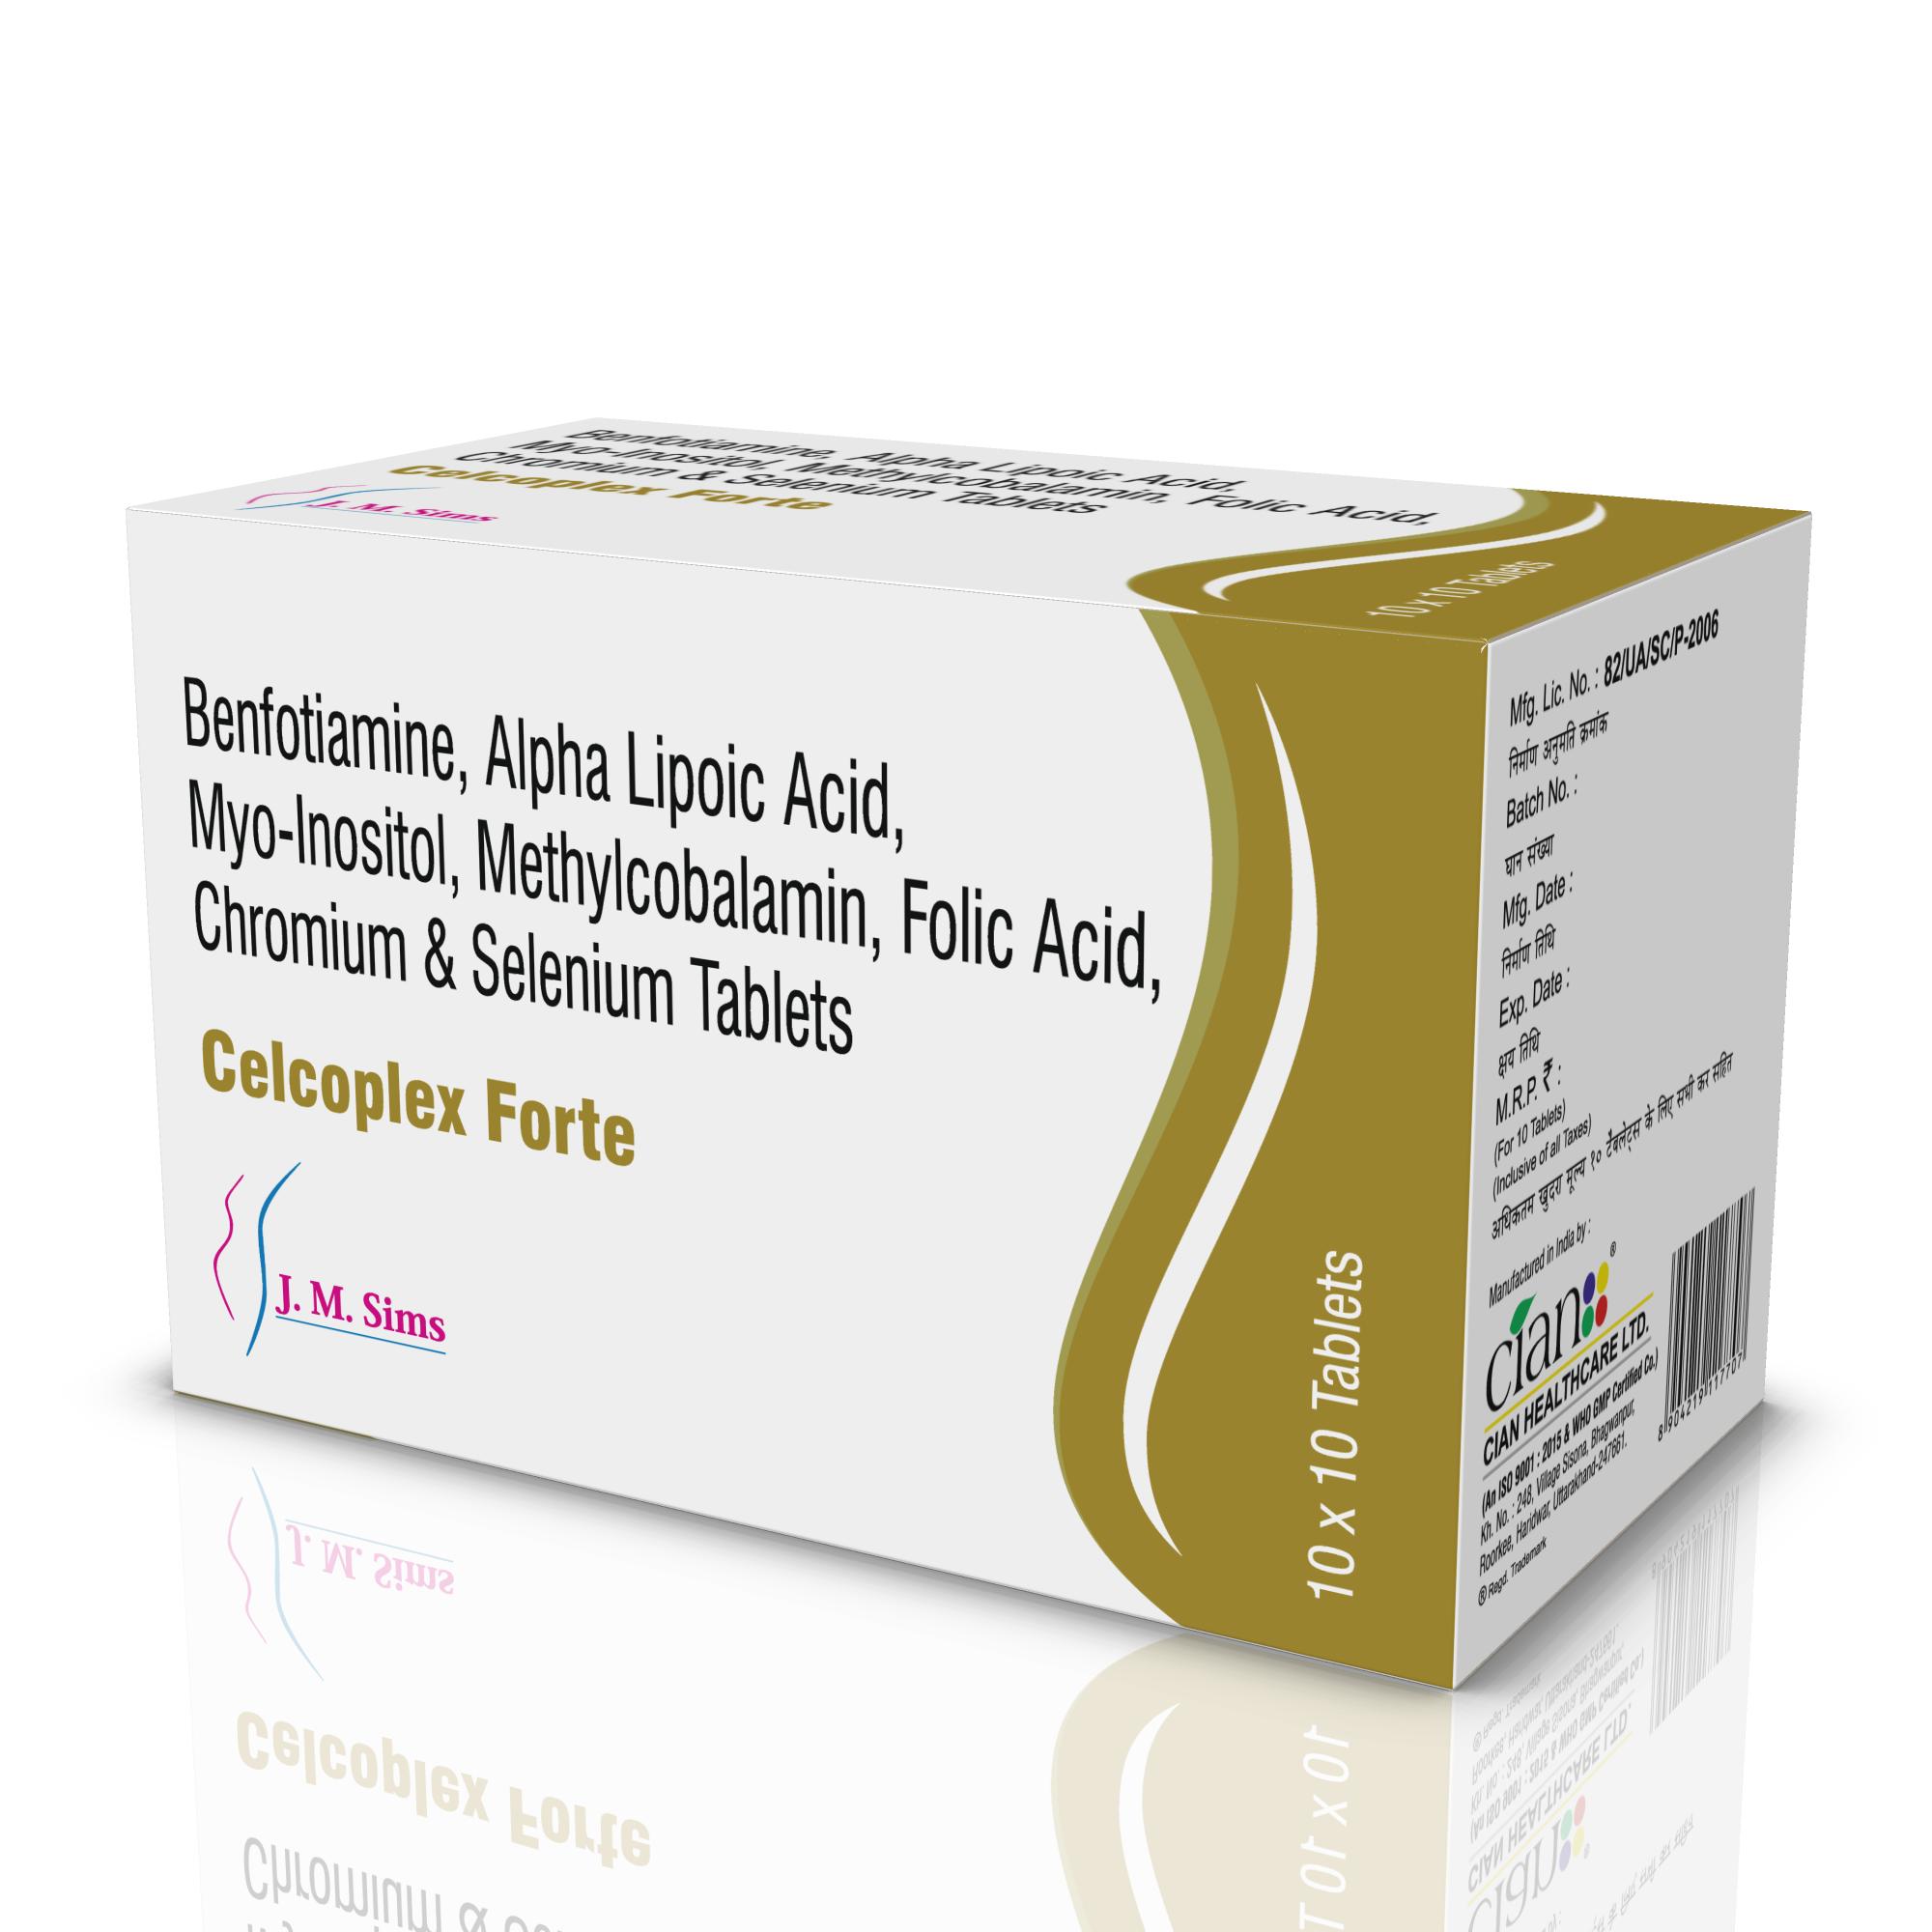 Benfotiamine, Alpha Lipoic Acid,
Myo-Inositol, Methylcobalamin, Folic Acid,
Chromium & Selenium Tablets
Celcoplex Forte
J. M. Sims
10 x 10 Tablets
Benfotiamine, Alpha Lipoic Acid,
Myo-Inositol, Methylcobalamin, Folic Acid,
Chromium & Selenium Tablets
Celcoplex Forte
J. M. Sims
10 x 10 Tablets
Mfg. Lic. No. : 82/UA/SC/P-2006
निर्माण अनुमति क्रमांक
Batch No. :
घान संख्या
Mfg. Date :
निर्माण तिथि
Exp. Date :
क्षय तिथि
M.R.P. ₹ :
(For 10 Tablets)
(Inclusive of all Taxes)
अधिकतम खुदरा मूल्य १० टैबलेट्स के लिए सभी कर सहित
Manufactured in India by :
cian®
CIAN HEALTHCARE LTD.
(An ISO 9001 : 2015 & WHO GMP Certified Co.)
Kh. No. : 248, Village Sisona, Bhagwanpur,
Roorkee, Haridwar, Uttarakhand-247661.
® Regd. Trademark
8 904219 117707